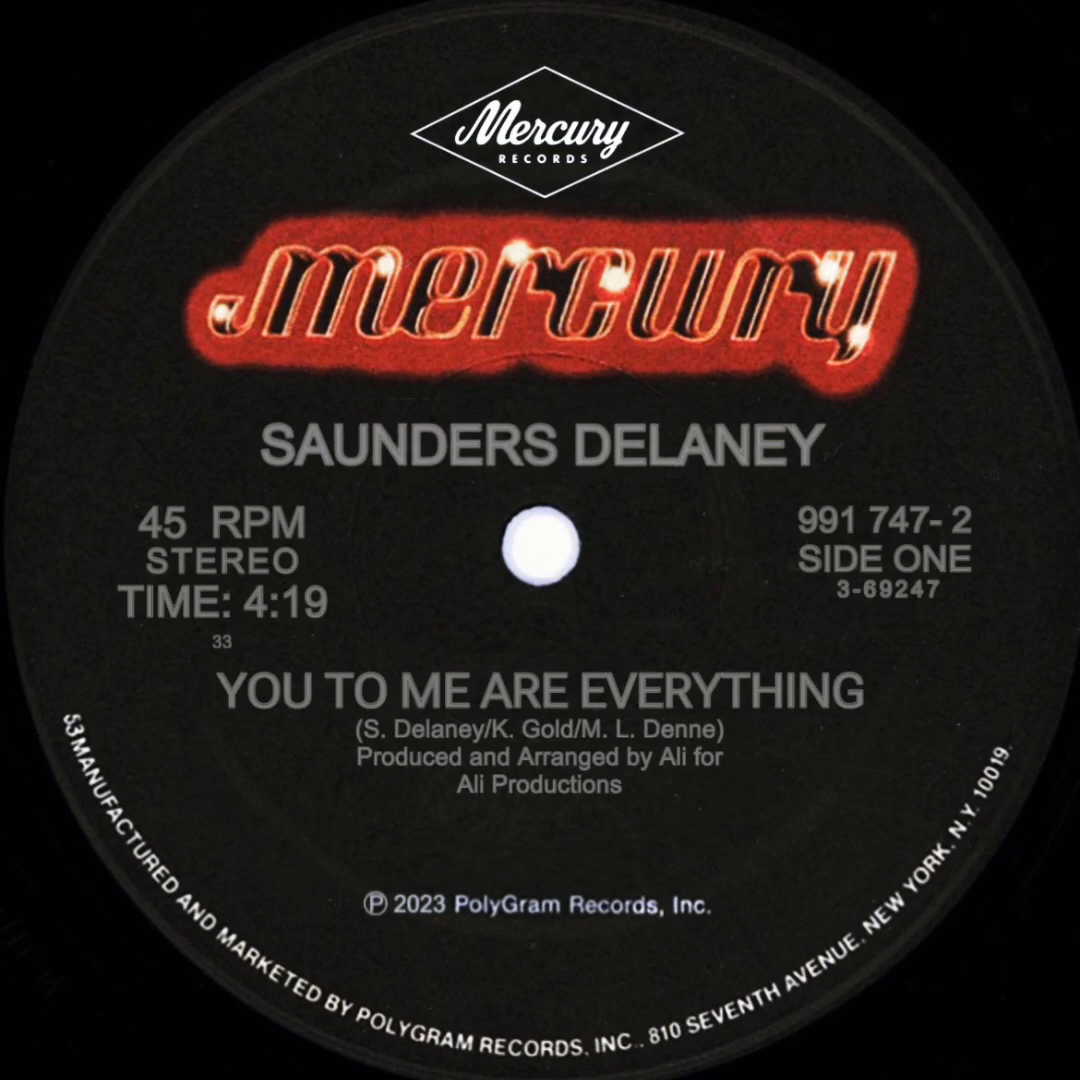 Mercury
RECORDS
mercury
SAUNDERS DELANEY
45 RPM
STEREO
TIME: 4:19
33
991 747- 2
SIDE ONE
3-69247
YOU TO ME ARE EVERYTHING
(S. Delaney/K. Gold/M. L. Denne)
Produced and Arranged by Ali for
Ali Productions
℗ 2023 PolyGram Records, Inc.
53 MANUFACTURED AND MARKETED BY POLYGRAM RECORDS, INC., 810 SEVENTH AVENUE, NEW YORK, N.Y. 10019.